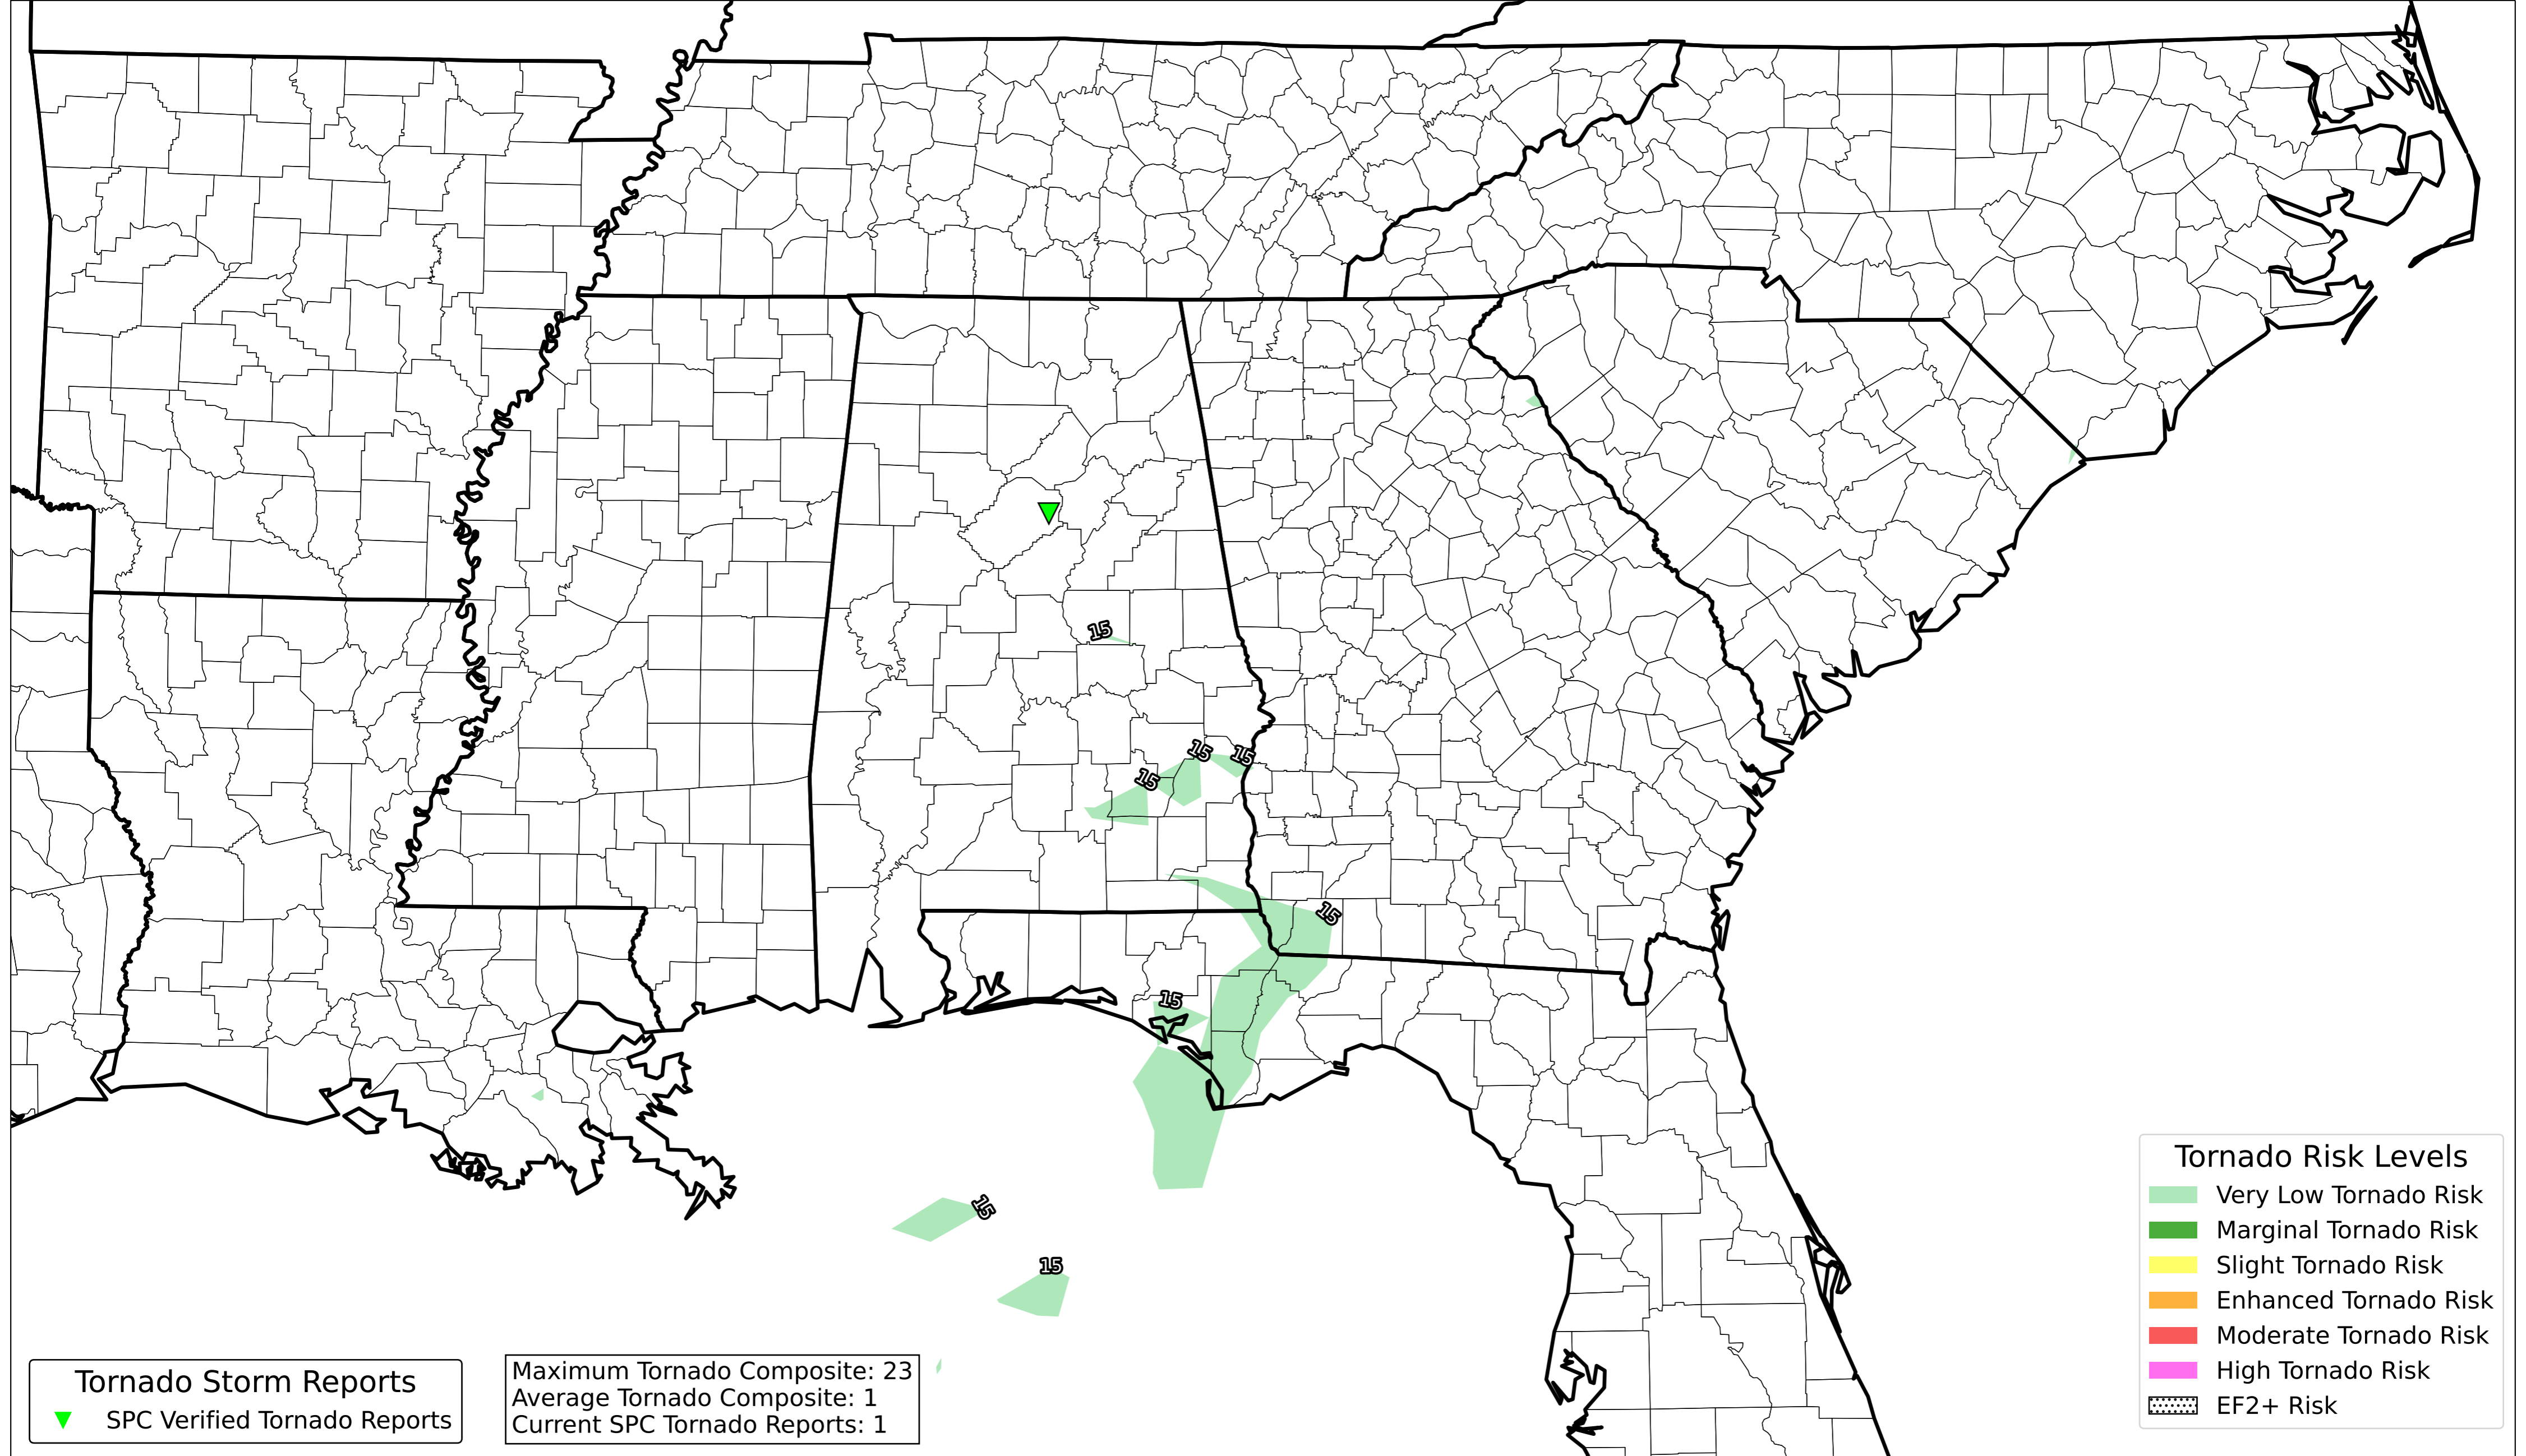 15
15
15
15
15
15
15
15
Tornado Storm Reports
SPC Verified Tornado Reports
Maximum Tornado Composite: 23
Average Tornado Composite: 1
Current SPC Tornado Reports: 1
Tornado Risk Levels
Very Low Tornado Risk
Marginal Tornado Risk
Slight Tornado Risk
Enhanced Tornado Risk
Moderate Tornado Risk
High Tornado Risk
EF2+ Risk